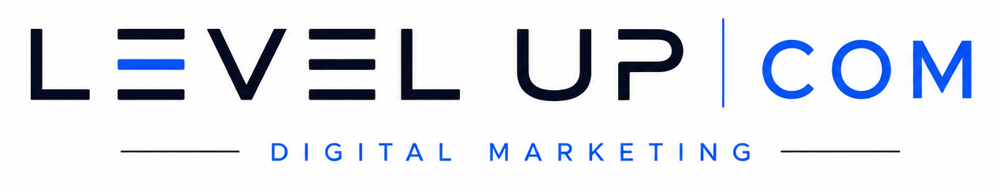 LEVEL UP | COM
DIGITAL MARKETING